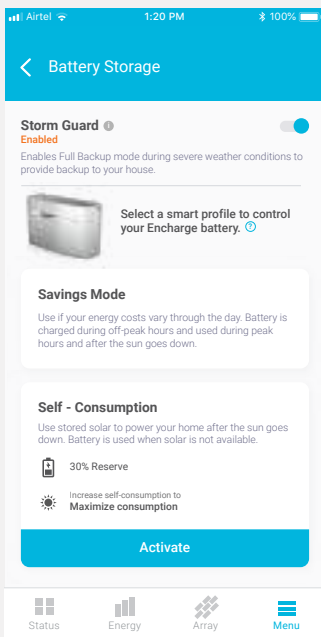 Airtel 1:20 PM 100%
Battery Storage
Storm Guard
Enabled
Enables Full Backup mode during severe weather conditions to
provide backup to your house.
Select a smart profile to control
your Encharge battery.
Savings Mode
Use if your energy costs vary through the day. Battery is
charged during off-peak hours and used during peak
hours and after the sun goes down.
Self - Consumption
Use stored solar to power your home after the sun goes
down. Battery is used when solar is not available.
30% Reserve
Increase self-consumption to
Maximize consumption
Activate
Status Energy Array Menu